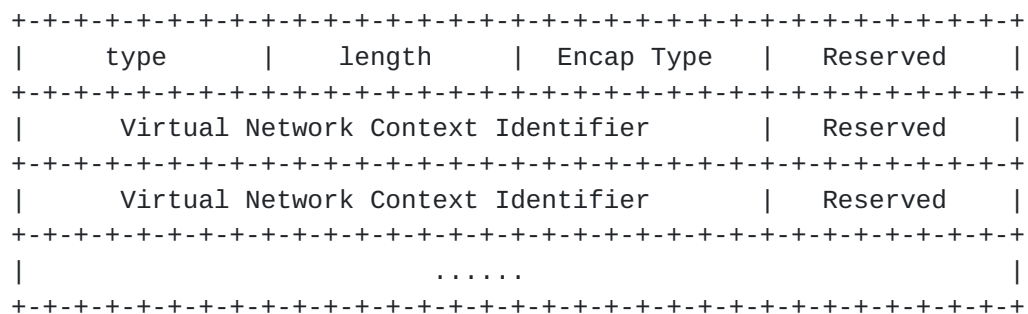 +-+-+-+-+-+-+-+-+-+-+-+-+-+-+-+-+-+-+-+-+-+-+-+-+-+-+-+-+-+-+-+-+
|     type      |    length     |  Encap Type   |   Reserved    |
+-+-+-+-+-+-+-+-+-+-+-+-+-+-+-+-+-+-+-+-+-+-+-+-+-+-+-+-+-+-+-+-+
|      Virtual Network Context Identifier       |   Reserved    |
+-+-+-+-+-+-+-+-+-+-+-+-+-+-+-+-+-+-+-+-+-+-+-+-+-+-+-+-+-+-+-+-+
|      Virtual Network Context Identifier       |   Reserved    |
+-+-+-+-+-+-+-+-+-+-+-+-+-+-+-+-+-+-+-+-+-+-+-+-+-+-+-+-+-+-+-+-+
|                          ......                               |
+-+-+-+-+-+-+-+-+-+-+-+-+-+-+-+-+-+-+-+-+-+-+-+-+-+-+-+-+-+-+-+-+